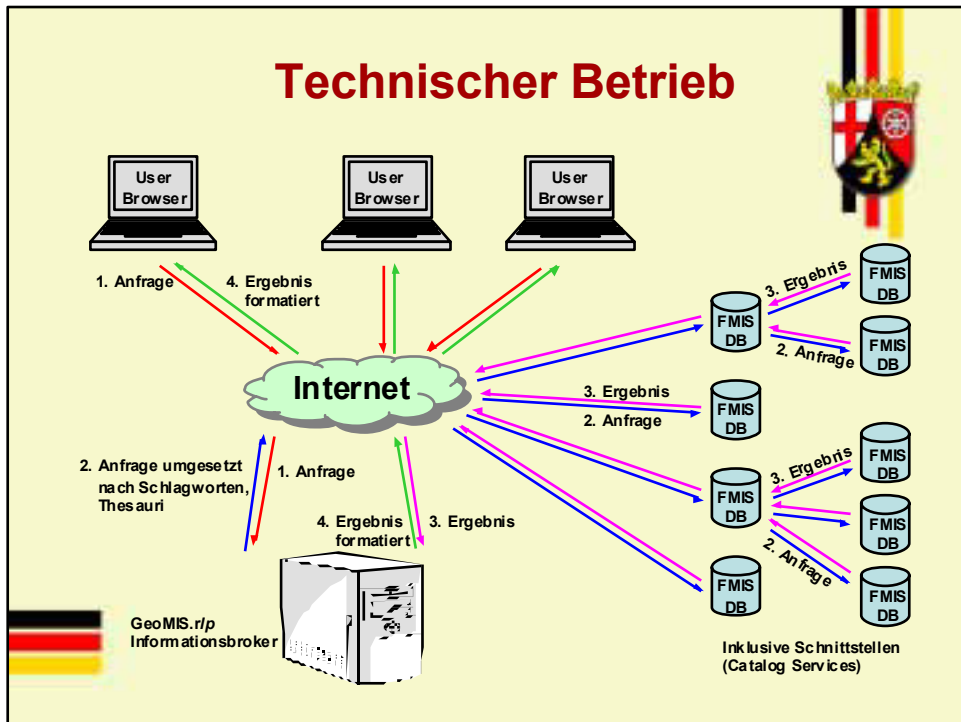 Technischer Betrieb
User
Browser
User
Browser
User
Browser
1. Anfrage
4. Ergebnis
formatiert
Internet
3. Ergebnis
FMIS
DB
FMIS
DB
2. Anfrage
FMIS
DB
3. Ergebnis
2. Anfrage
FMIS
DB
3. Ergebnis
FMIS
DB
FMIS
DB
FMIS
DB
2. Anfrage
FMIS
DB
FMIS
DB
2. Anfrage umgesetzt
nach Schlagworten,
Thesauri
1. Anfrage
4. Ergebnis
formatiert
3. Ergebnis
GeoMIS.rlp
Informationsbroker
Inklusive Schnittstellen
(Catalog Services)